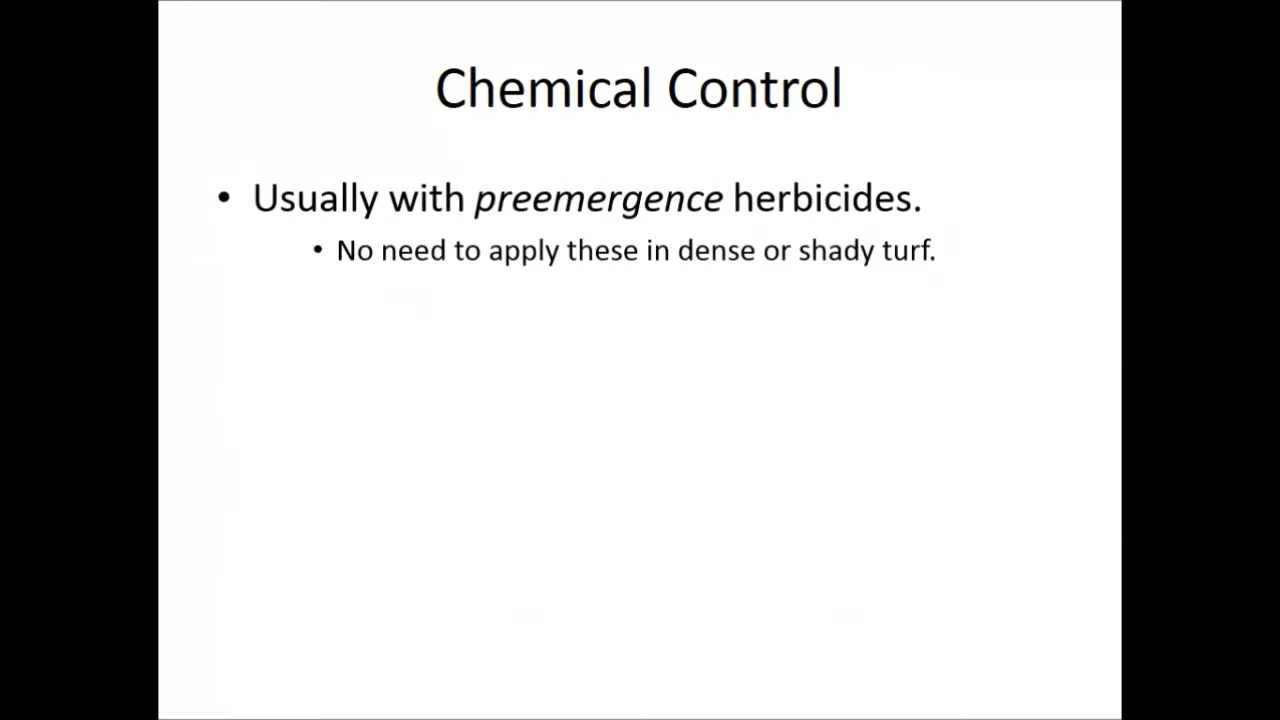 Chemical Control
• Usually with preemergence herbicides.
• No need to apply these in dense or shady turf.